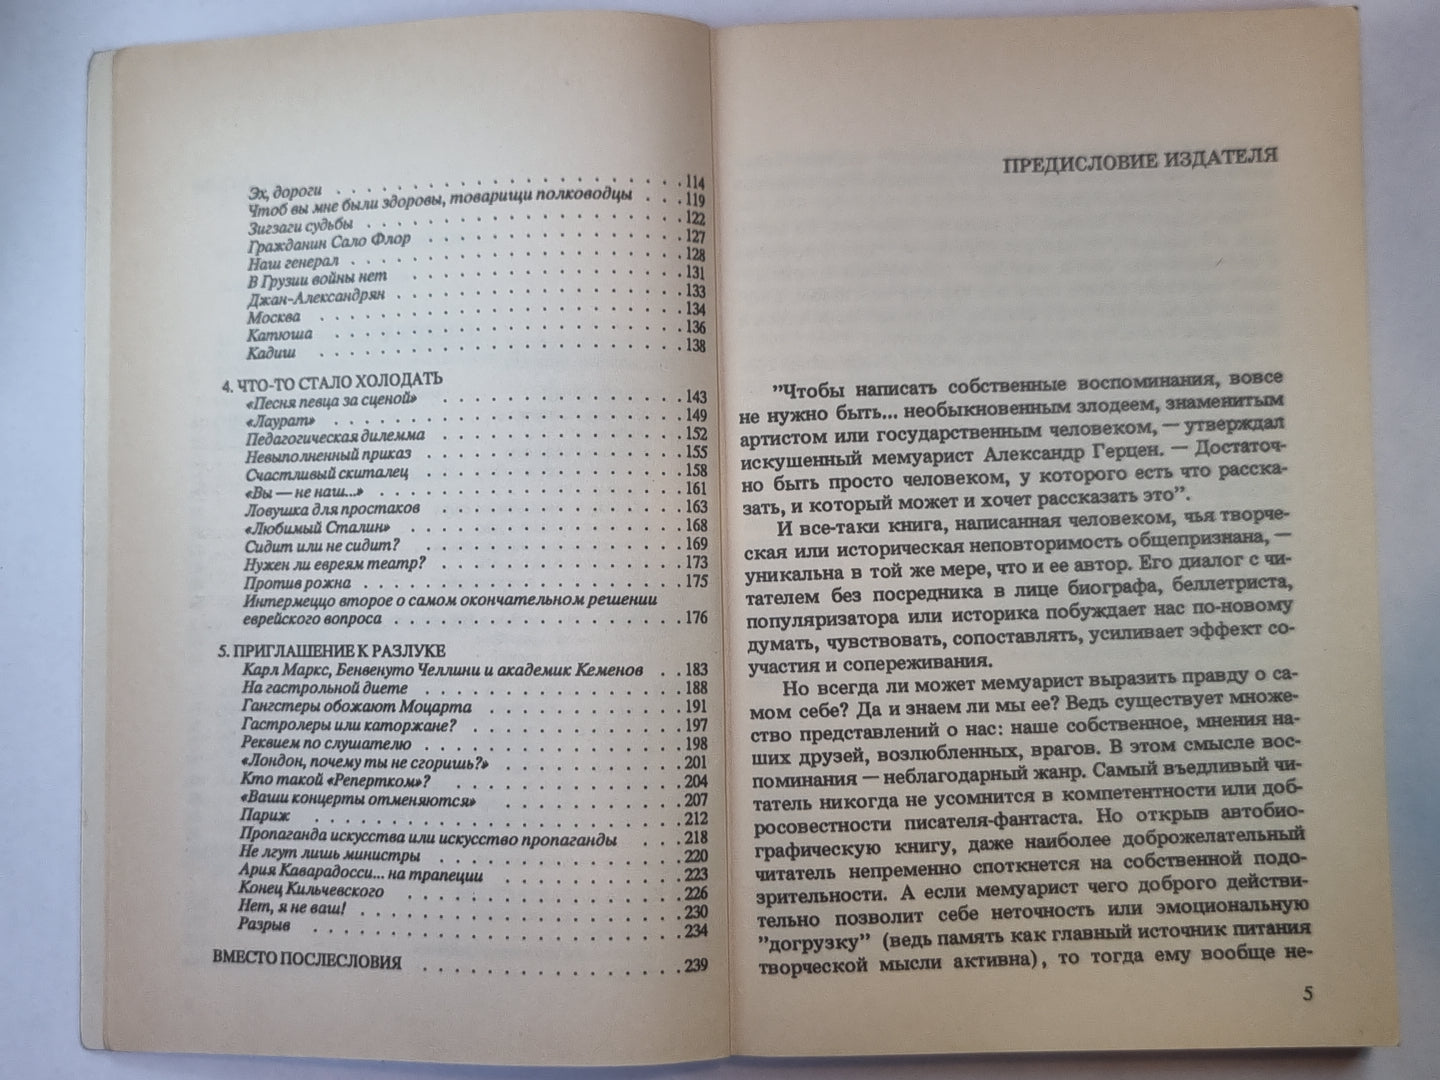 Эх, дороги . . . . . . . . . . . . . . . . . . . . 114
Чтоб вы мне были здоровы, товарищи полководцы . . . 119
Зигзаги судьбы . . . . . . . . . . . . . . . . . . 122
Гражданин Сало Флор . . . . . . . . . . . . . . . 127
Наш генерал . . . . . . . . . . . . . . . . . . . 128
В Грузии войны нет . . . . . . . . . . . . . . . . 131
Джан-Александрян . . . . . . . . . . . . . . . . . 133
Москва . . . . . . . . . . . . . . . . . . . . . . 134
Катюша . . . . . . . . . . . . . . . . . . . . . . 136
Кадиш . . . . . . . . . . . . . . . . . . . . . . 138
4. ЧТО-ТО СТАЛО ХОЛОДАТЬ
«Песня певца за сценой» . . . . . . . . . . . . . . 143
«Лаурат» . . . . . . . . . . . . . . . . . . . . . 149
Педагогическая дилемма . . . . . . . . . . . . . . 152
Невыполненный приказ . . . . . . . . . . . . . . . 155
Счастливый скиталец . . . . . . . . . . . . . . . 158
«Вы — не наш...» . . . . . . . . . . . . . . . . . 161
Ловушка для простаков . . . . . . . . . . . . . . 163
«Любимый Сталин» . . . . . . . . . . . . . . . . . 168
Сидит или не сидит? . . . . . . . . . . . . . . . 169
Нужен ли евреям театр? . . . . . . . . . . . . . . 173
Против рожна . . . . . . . . . . . . . . . . . . . 175
Интермеццо второе о самом окончательном решении
еврейского вопроса . . . . . . . . . . . . . . . . 176
5. ПРИГЛАШЕНИЕ К РАЗЛУКЕ
Карл Маркс, Бенвенуто Челлини и академик Кеменов . . 183
На гастрольной диете . . . . . . . . . . . . . . . 188
Гангстеры обожают Моцарта . . . . . . . . . . . . 191
Гастролеры или каторжане? . . . . . . . . . . . . 197
Реквием по слушателю . . . . . . . . . . . . . . . 198
«Лондон, почему ты не сгоришь?» . . . . . . . . . . 201
Кто такой «Репертком»? . . . . . . . . . . . . . . 204
«Ваши концерты отменяются» . . . . . . . . . . . . 207
Париж . . . . . . . . . . . . . . . . . . . . . . 212
Пропаганда искусства или искусство пропаганды . . . 218
Не лгут лишь министры . . . . . . . . . . . . . . 220
Ария Каварадосси... на трапеции . . . . . . . . . . 223
Конец Кильчевского . . . . . . . . . . . . . . . . 226
Нет, я не ваш! . . . . . . . . . . . . . . . . . . 230
Разрыв . . . . . . . . . . . . . . . . . . . . . . 234
ВМЕСТО ПОСЛЕСЛОВИЯ . . . . . . . . . . . . . . . . 239
ПРЕДИСЛОВИЕ ИЗДАТЕЛЯ
"Чтобы написать собственные воспоминания, вовсе
не нужно быть... необыкновенным злодеем, знаменитым
артистом или государственным человеком, — утверждал
искушенный мемуарист Александр Герцен. — Достаточ-
но быть просто человеком, у которого есть что расска-
зать, и который может и хочет рассказать это".
И все-таки книга, написанная человеком, чья творче-
ская или историческая неповторимость общепризнана, —
уникальна в той же мере, что и ее автор. Его диалог с чи-
тателем без посредника в лице биографа, беллетриста,
популяризатора или историка побуждает нас по-новому
думать, чувствовать, сопоставлять, усиливает эффект со-
участия и сопереживания.
Но всегда ли может мемуарист выразить правду о са-
мом себе? Да и знаем ли мы ее? Ведь существует множе-
ство представлений о нас: наше собственное, мнения на-
ших друзей, возлюбленных, врагов. В этом смысле вос-
поминания — неблагодарный жанр. Самый въедливый чи-
татель никогда не усомнится в компетентности или доб-
росовестности писателя-фантаста. Но открыв автобио-
графическую книгу, даже наиболее доброжелательный
читатель непременно споткнется на собственной подо-
зрительности. А если мемуарист чего доброго действи-
тельно позволит себе неточность или эмоциональную
"догрузку" (ведь память как главный источник питания
творческой мысли активна), то тогда ему вообще не-
5